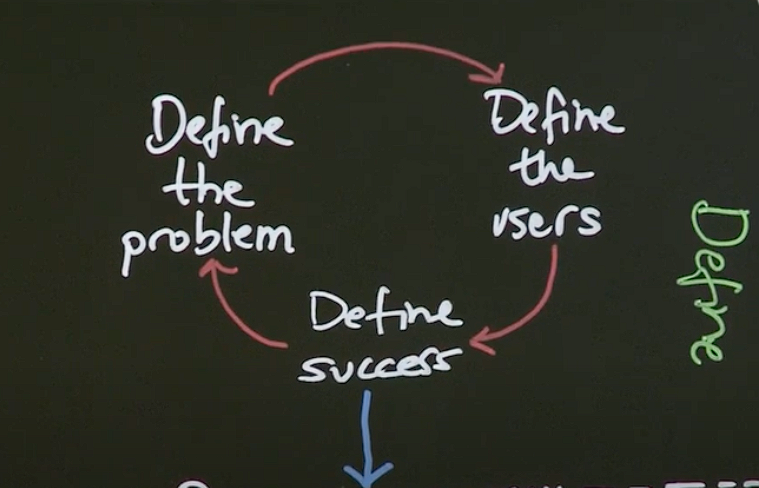 Define
the
problem
Define
the
users
Define
success
Define